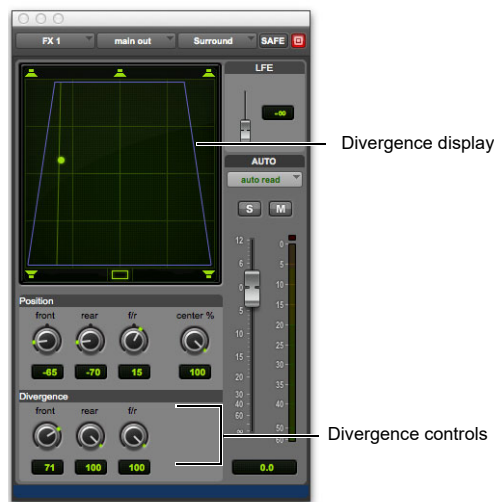 FX 1 main out Surround SAFE
LFE
-∞
Divergence display
AUTO
auto read
S M
12
6
0
5
10
15
20
30
40
60
∞
0
5
10
15
20
25
30
35
40
50
60
Position
front rear f/r center %
-65 -70 15 100
Divergence
front rear f/r
Divergence controls
71 100 100 0.0